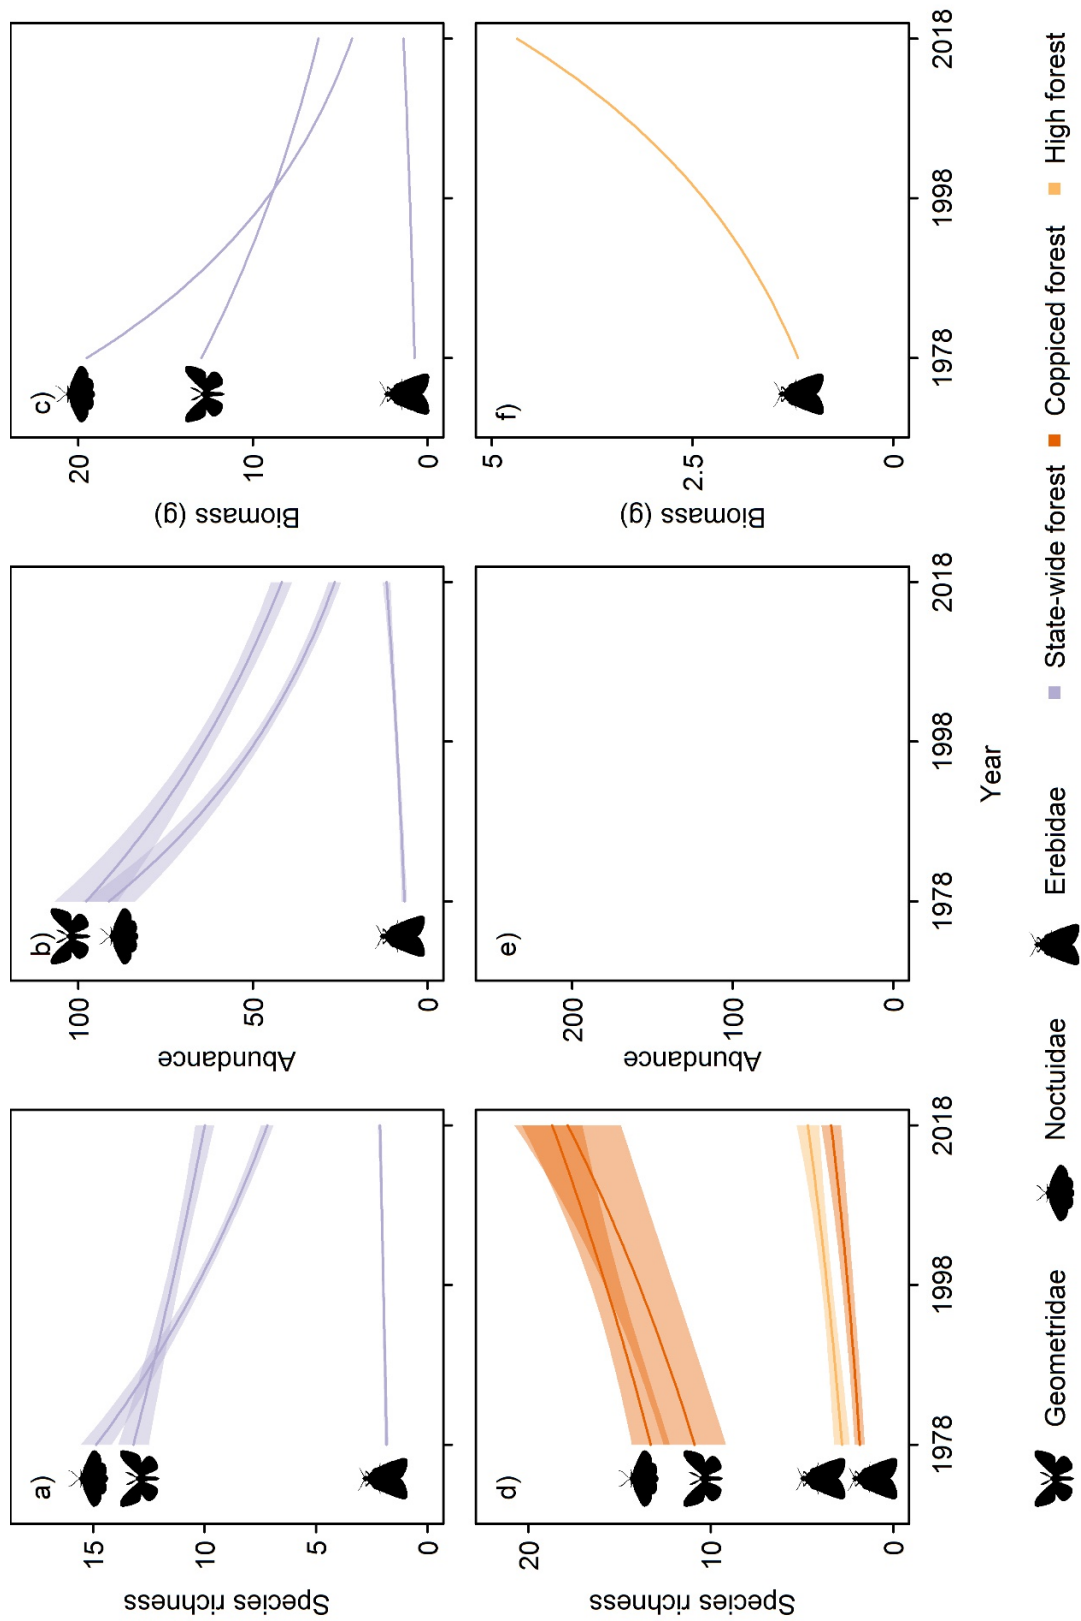 a)
Species richness
15
10
5
0
b)
Abundance
100
50
0
c)
Biomass (g)
20
10
0
d)
Species richness
20
10
0
1978
1998
2018
e)
Abundance
200
100
0
1978
1998
2018
f)
Biomass (g)
5
2.5
0
1978
1998
2018
Year
Geometridae Noctuidae Erebidae State-wide forest Coppiced forest High forest